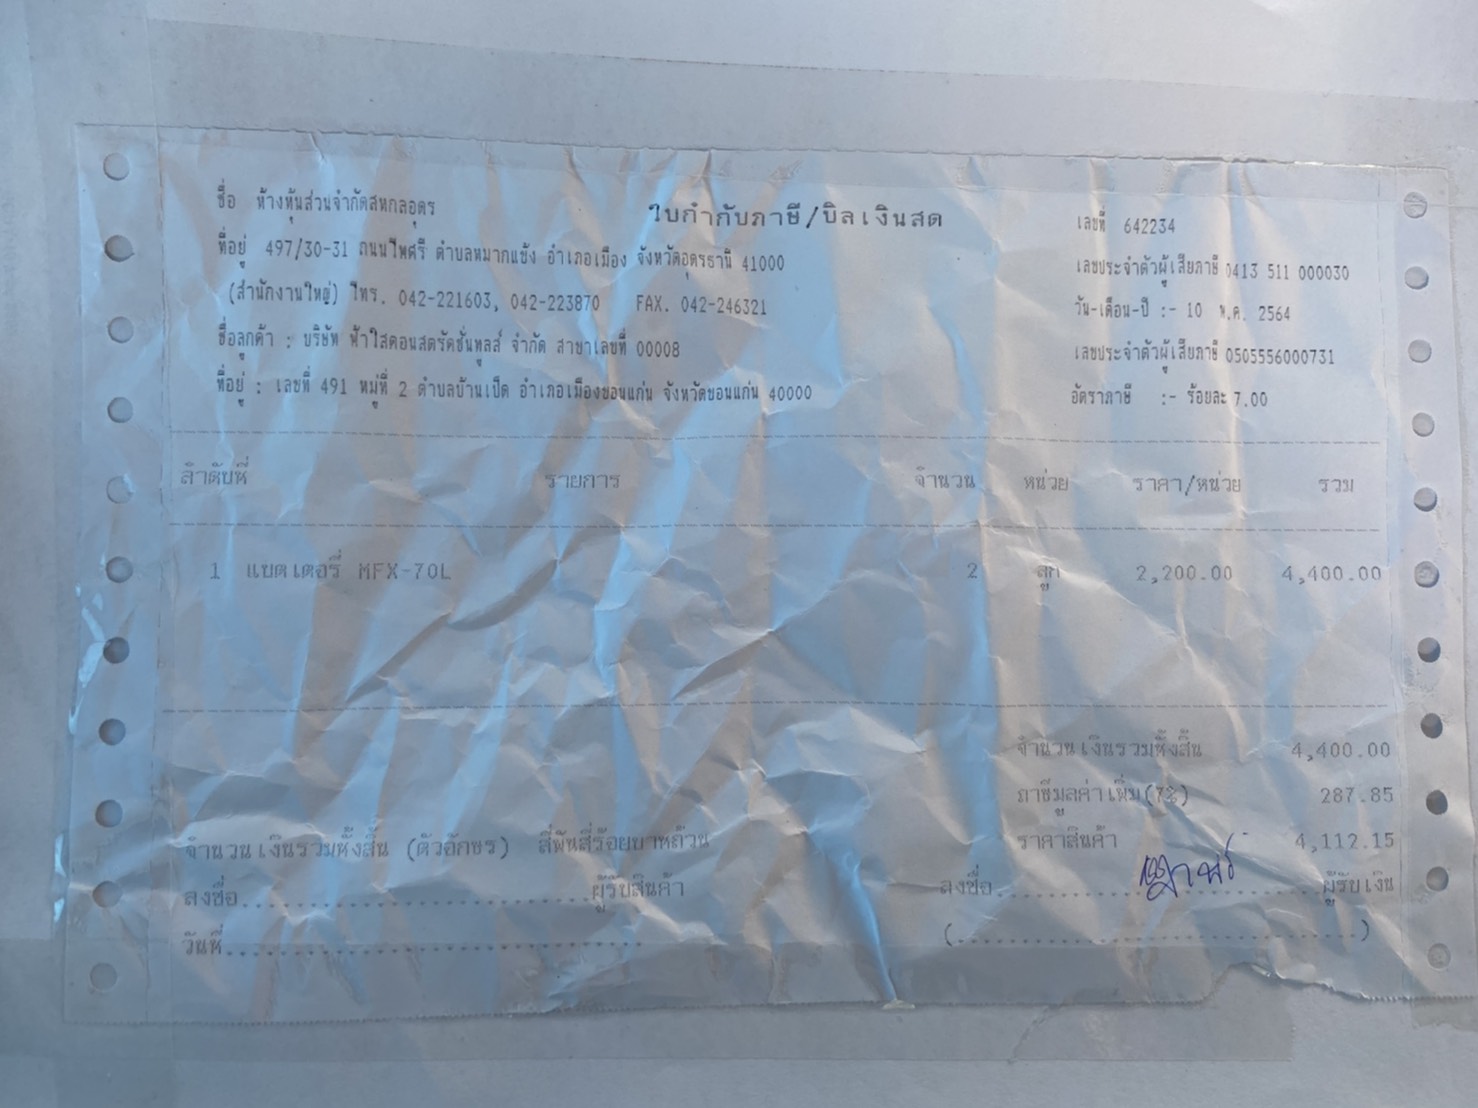 ชื่อ ห้างหุ้นส่วนจำกัดสหกลอุดร ใบกำกับภาษี/บิลเงินสด เลขที่ 642234
ที่อยู่ 497/30-31 ถนนโพศรี ตำบลหมากแข้ง อำเภอเมือง จังหวัดอุดรธานี 41000 เลขประจำตัวผู้เสียภาษี 0413 511 000030
(สำนักงานใหญ่) โทร. 042-221603, 042-223870 FAX. 042-246321 วัน-เดือน-ปี :- 10 พ.ค. 2564
ชื่อลูกค้า : บริษัท ฟ้าใสคอนสตรัคชั่นทูลส์ จำกัด สาขาเลขที่ 00008 เลขประจำตัวผู้เสียภาษี 0505556000731
ที่อยู่ : เลขที่ 491 หมู่ที่ 2 ตำบลบ้านเป็ด อำเภอเมืองขอนแก่น จังหวัดขอนแก่น 40000 อัตราภาษี :- ร้อยละ 7.00
ลำดับที่ รายการ จำนวน หน่วย ราคา/หน่วย รวม
1 แบตเตอรี่ MFX-70L 2 ลูก 2,200.00 4,400.00
จำนวนเงินรวมทั้งสิ้น 4,400.00
ภาษีมูลค่าเพิ่ม(7%) 287.85
จำนวนเงินรวมทั้งสิ้น (ตัวอักษร) สี่พันสี่ร้อยบาทถ้วน ราคาสินค้า 4,112.15
ลงชื่อ..............................ผู้รับสินค้า ลงชื่อ..............................ผู้รับเงิน
วันที่........................................ (........................................)